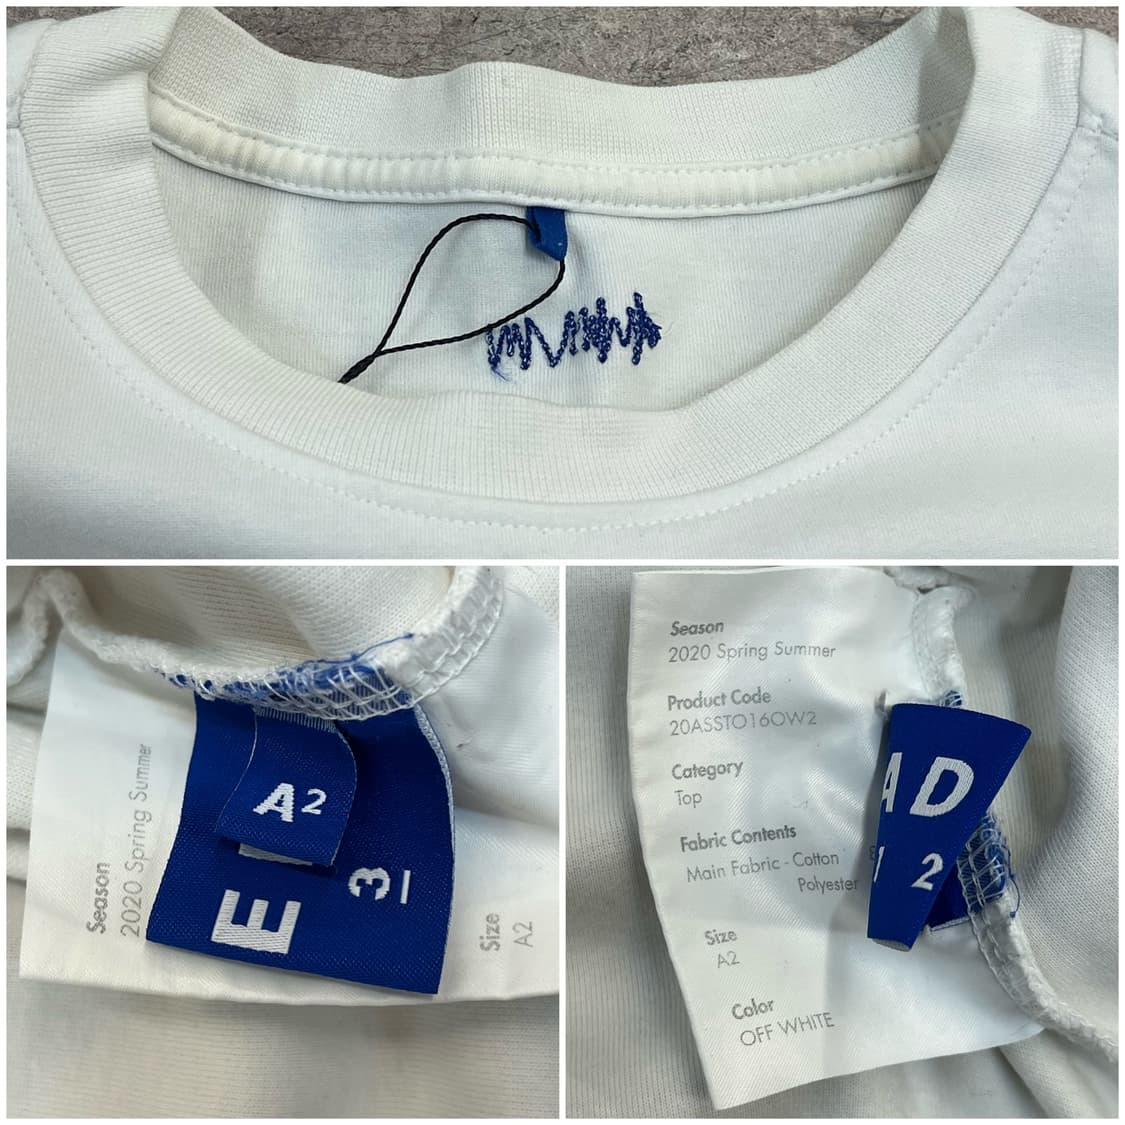 Season
2020 Spring Summer
A2
E
3
Size
A2
Season
2020 Spring Summer
Product Code
20ASSTO16OW2
Category
Top
Fabric Contents
Main Fabric - Cotton
Polyester
Size
A2
Color
OFF WHITE
AD
1 2